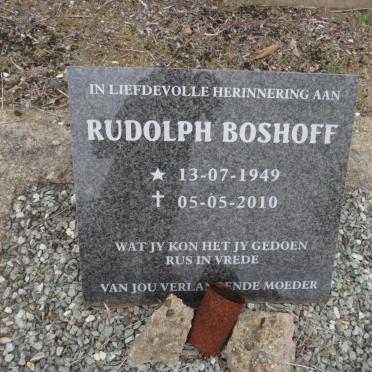 IN LIEFDEVOLLE HERINNERING AAN
RUDOLPH BOSHOFF
★ 13-07-1949
✝ 05-05-2010
WAT JY KON HET JY GEDOEN
RUS IN VREDE
VAN JOU VERLANGENDE MOEDER